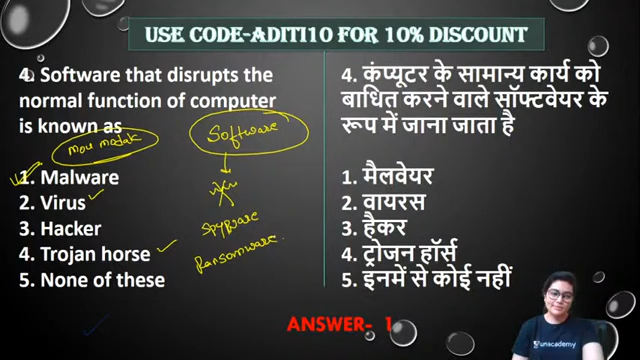 USE CODE-ADITI10 FOR 10% DISCOUNT
4. Software that disrupts the
normal function of computer
is known as
1. Malware
2. Virus
3. Hacker
4. Trojan horse
5. None of these
Software
Spyware
Ransomware.
4. कंप्यूटर के सामान्य कार्य को
बाधित करने वाले सॉफ्टवेयर के
रूप में जाना जाता है
1. मैलवेयर
2. वायरस
3. हैकर
4. ट्रोजन हॉर्स
5. इनमें से कोई नहीं
ANSWER- 1
unacademy